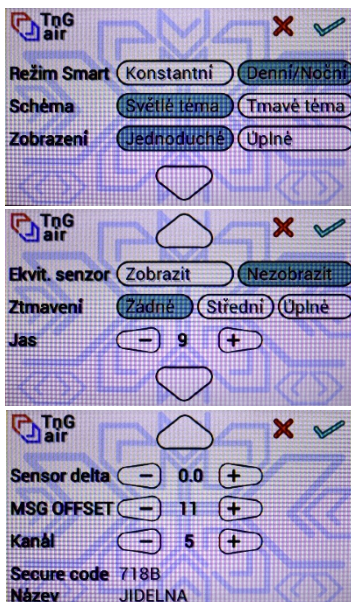 TnG
air
Režim Smart Konstantní Denní/Noční
Schéma Světlé téma Tmavé téma
Zobrazení Jednoduché Úplné
TnG
air
Ekvit. senzor Zobrazit Nezobrazit
Ztmavení Žádné Střední Úplné
Jas - 9 +
TnG
air
Sensor delta - 0.0 +
MSG OFFSET - 11 +
Kanál - 5 +
Secure code 718B
Název JIDELNA